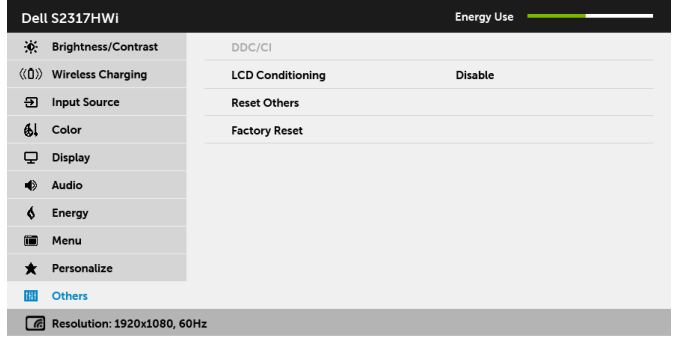 Dell S2317HWi Energy Use
Brightness/Contrast DDC/CI
Wireless Charging LCD Conditioning Disable
Input Source Reset Others
Color Factory Reset
Display
Audio
Energy
Menu
Personalize
Others
Resolution: 1920x1080, 60Hz